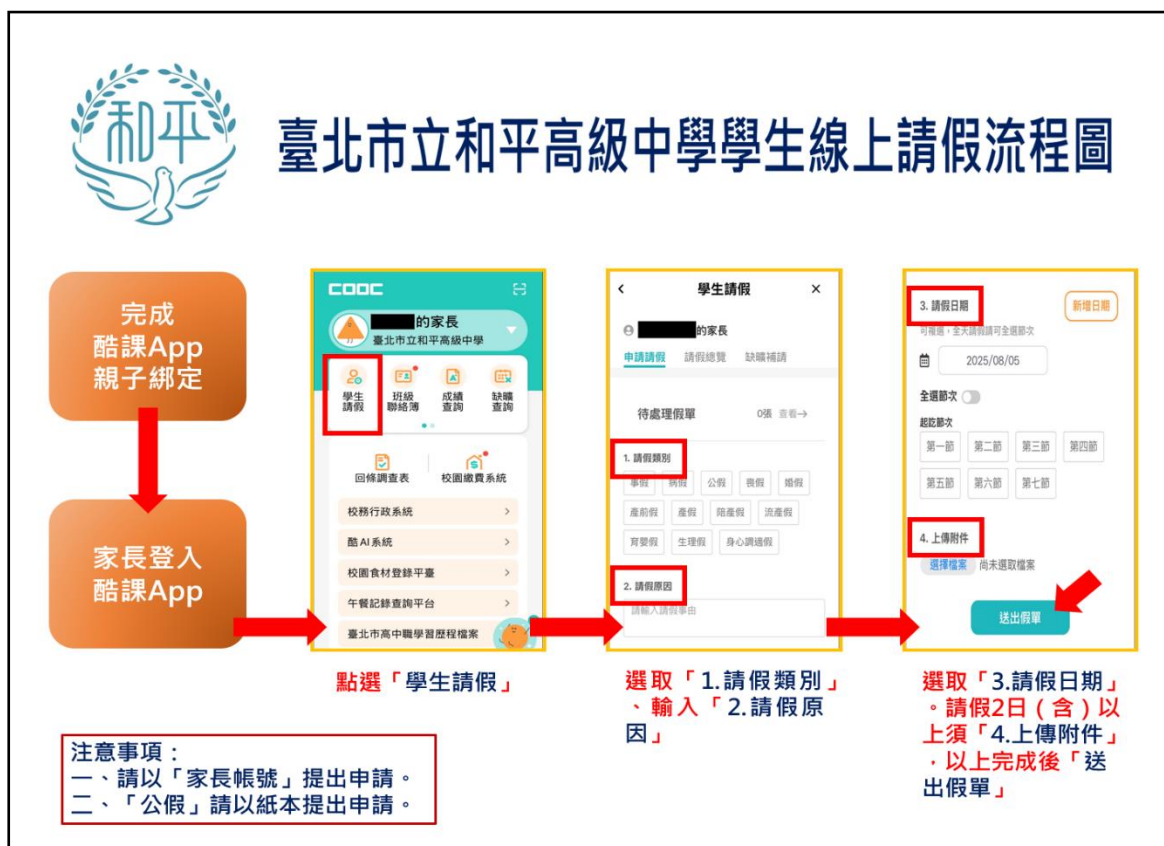 和平
臺北市立和平高級中學學生線上請假流程圖
完成
酷課App
親子綁定
家長登入
酷課App
COOC
的家長
臺北市立和平高級中學
學生
請假
班級
聯絡簿
成績
查詢
缺曠
查詢
回條調查表
校園繳費系統
校務行政系統
酷AI系統
校園食材登錄平臺
午餐記錄查詢平台
臺北市高中職學習歷程檔案
點選「學生請假」
學生請假
的家長
申請請假 請假總覽 缺曠補請
待處理假單 0張 查看→
1. 請假類別
事假 病假 公假 喪假 婚假
產前假 產假 陪產假 流產假
育嬰假 生理假 身心調適假
2. 請假原因
請輸入請假事由
選取「1.請假類別」
、輸入「2.請假原
因」
3. 請假日期
新增日期
可複選,全天請假請可全選節次
2025/08/05
全選節次
起訖節次
第一節 第二節 第三節 第四節
第五節 第六節 第七節
4. 上傳附件
選擇檔案 尚未選取檔案
送出假單
選取「3.請假日期」
。請假2日(含)以
上須「4.上傳附件」
,以上完成後「送
出假單」
注意事項:
一、請以「家長帳號」提出申請。
二、「公假」請以紙本提出申請。